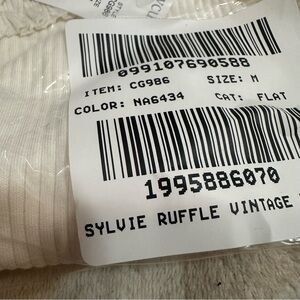 099107690588
ITEM: CG986 SIZE: M
COLOR: NA6434 CAT: FLAT
1995886070
SYLVIE RUFFLE VINTAGE